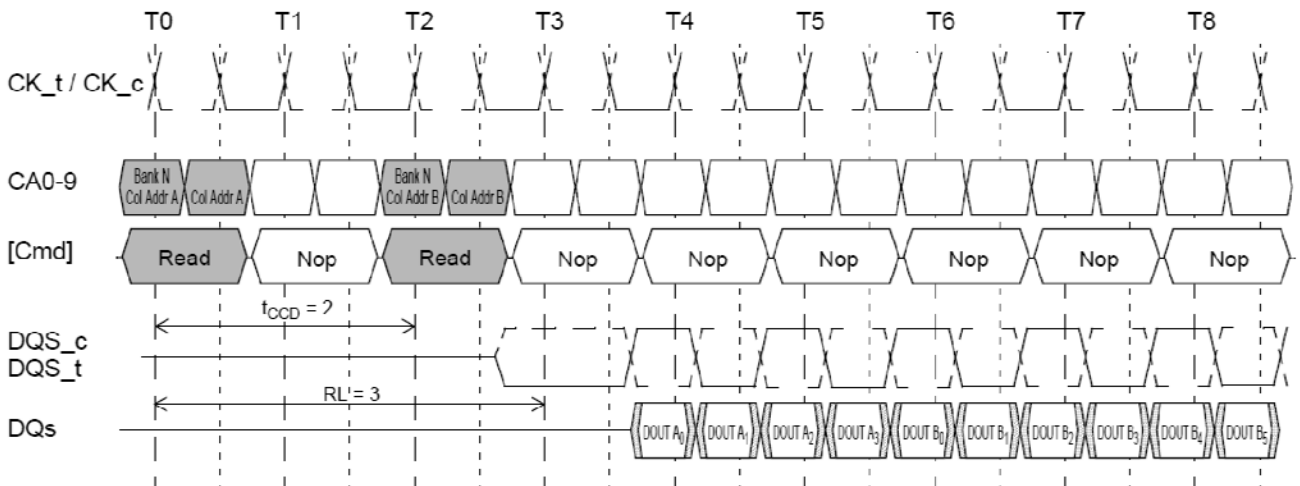 T0 T1 T2 T3 T4 T5 T6 T7 T8
CK_t / CK_c
CA0-9
Bank N Col Addr A Col Addr A Bank N Col Addr B Col Addr B
[Cmd]
Read Nop Read Nop Nop Nop Nop Nop Nop
tCCD = 2
DQS_c
DQS_t
RL = 3
DQs
DOUT A0 DOUT A1 DOUT A2 DOUT A3 DOUT B0 DOUT B1 DOUT B2 DOUT B3 DOUT B4 DOUT B5